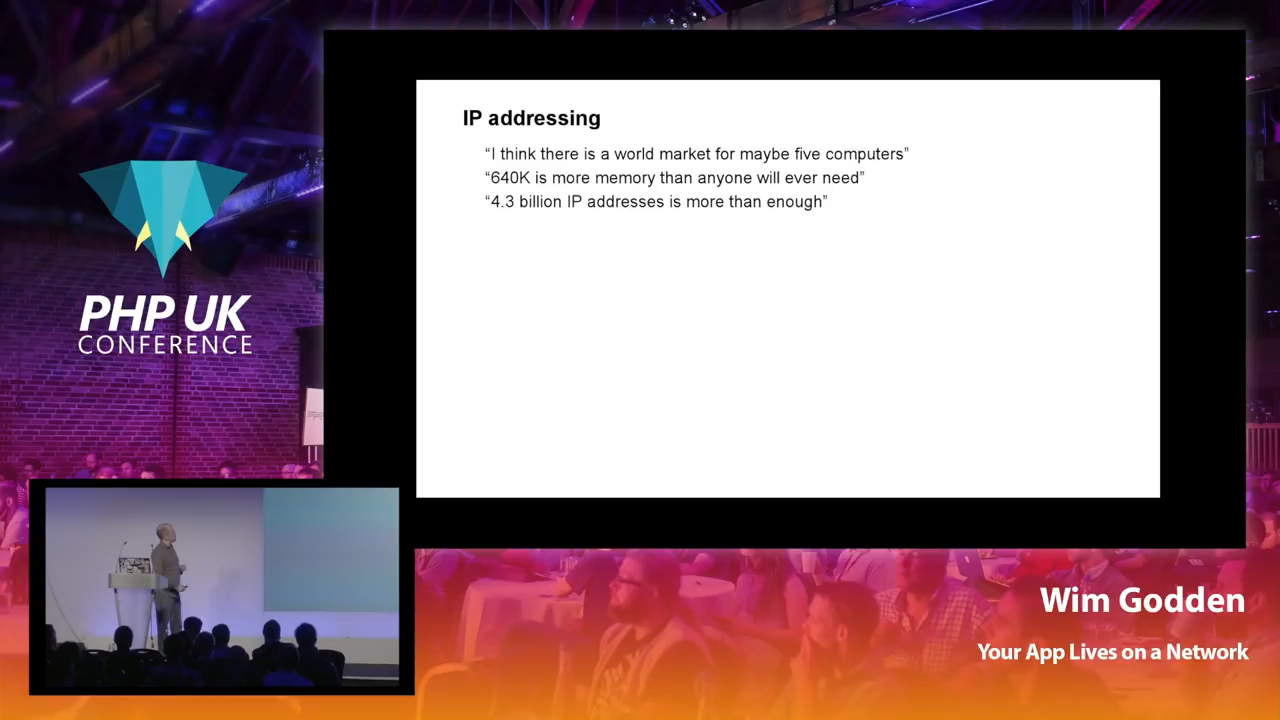 IP addressing
“I think there is a world market for maybe five computers”
“640K is more memory than anyone will ever need”
“4.3 billion IP addresses is more than enough”
PHP UK
CONFERENCE
Wim Godden
Your App Lives on a Network